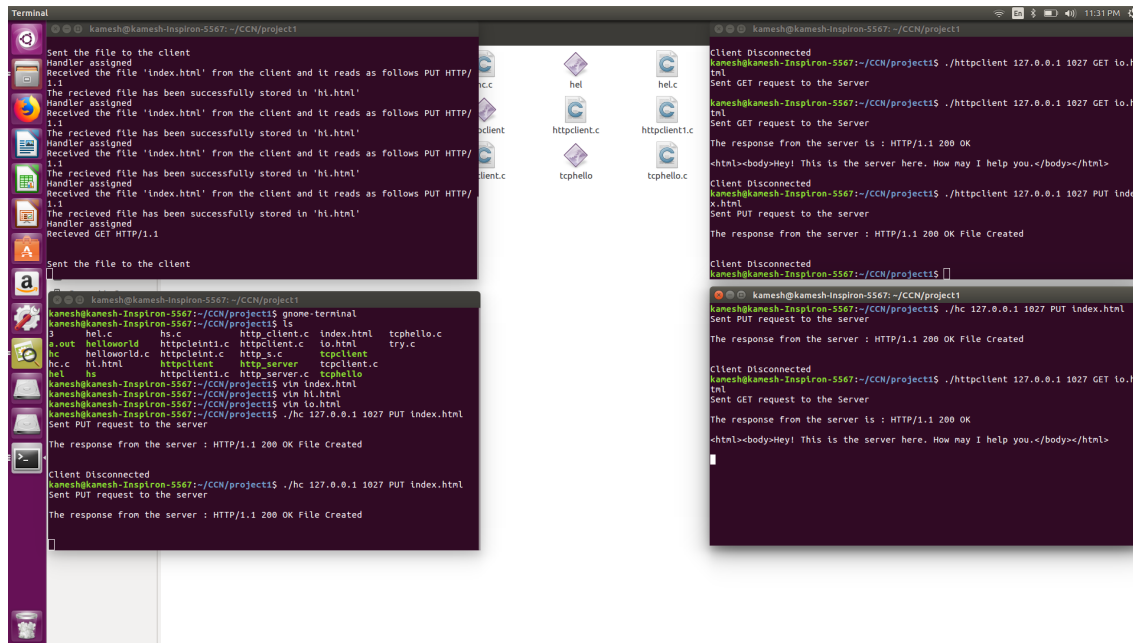 Terminal
En
11:31 PM
kamesh@kamesh-Inspiron-5567: ~/CCN/project1
Sent the file to the client
Handler assigned
Received the file 'index.html' from the client and it reads as follows PUT HTTP/
1.1
The recieved file has been successfully stored in 'hi.html'
Handler assigned
Received the file 'index.html' from the client and it reads as follows PUT HTTP/
1.1
The recieved file has been successfully stored in 'hi.html'
Handler assigned
Received the file 'index.html' from the client and it reads as follows PUT HTTP/
1.1
The recieved file has been successfully stored in 'hi.html'
Handler assigned
Received the file 'index.html' from the client and it reads as follows PUT HTTP/
1.1
The recieved file has been successfully stored in 'hi.html'
Handler assigned
Recieved GET HTTP/1.1
Sent the file to the client
nc.c hel hel.c
client httpclient.c httpclient1.c
client.c tcphello tcphello.c
kamesh@kamesh-Inspiron-5567: ~/CCN/project1
Client Disconnected
kamesh@kamesh-Inspiron-5567:~/CCN/project1$ ./httpclient 127.0.0.1 1027 GET io.h
tml
Sent GET request to the Server
kamesh@kamesh-Inspiron-5567:~/CCN/project1$ ./httpclient 127.0.0.1 1027 GET io.h
tml
Sent GET request to the Server
The response from the server is : HTTP/1.1 200 OK
<html><body>Hey! This is the server here. How may I help you.</body></html>
Client Disconnected
kamesh@kamesh-Inspiron-5567:~/CCN/project1$ ./httpclient 127.0.0.1 1027 PUT inde
x.html
Sent PUT request to the server
The response from the server : HTTP/1.1 200 OK File Created
Client Disconnected
kamesh@kamesh-Inspiron-5567:~/CCN/project1$
kamesh@kamesh-Inspiron-5567: ~/CCN/project1
kamesh@kamesh-Inspiron-5567:~/CCN/project1$ gnome-terminal
kamesh@kamesh-Inspiron-5567:~/CCN/project1$ ls
3 hel.c hs.c http_client.c index.html tcphello.c
a.out helloworld httpcleint1.c httpclient.c io.html try.c
hc helloworld.c httpcleint.c http_s.c tcpclient
hc.c hi.html httpclient http_server tcpclient.c
hel hs httpclient1.c http_server.c tcphello
kamesh@kamesh-Inspiron-5567:~/CCN/project1$ vim index.html
kamesh@kamesh-Inspiron-5567:~/CCN/project1$ vim hi.html
kamesh@kamesh-Inspiron-5567:~/CCN/project1$ vim io.html
kamesh@kamesh-Inspiron-5567:~/CCN/project1$ ./hc 127.0.0.1 1027 PUT index.html
Sent PUT request to the server
The response from the server : HTTP/1.1 200 OK File Created
Client Disconnected
kamesh@kamesh-Inspiron-5567:~/CCN/project1$ ./hc 127.0.0.1 1027 PUT index.html
Sent PUT request to the server
The response from the server : HTTP/1.1 200 OK File Created
kamesh@kamesh-Inspiron-5567: ~/CCN/project1
kamesh@kamesh-Inspiron-5567:~/CCN/project1$ ./hc 127.0.0.1 1027 PUT index.html
Sent PUT request to the server
The response from the server : HTTP/1.1 200 OK File Created
Client Disconnected
kamesh@kamesh-Inspiron-5567:~/CCN/project1$ ./httpclient 127.0.0.1 1027 GET io.h
tml
Sent GET request to the Server
The response from the server is : HTTP/1.1 200 OK
<html><body>Hey! This is the server here. How may I help you.</body></html>